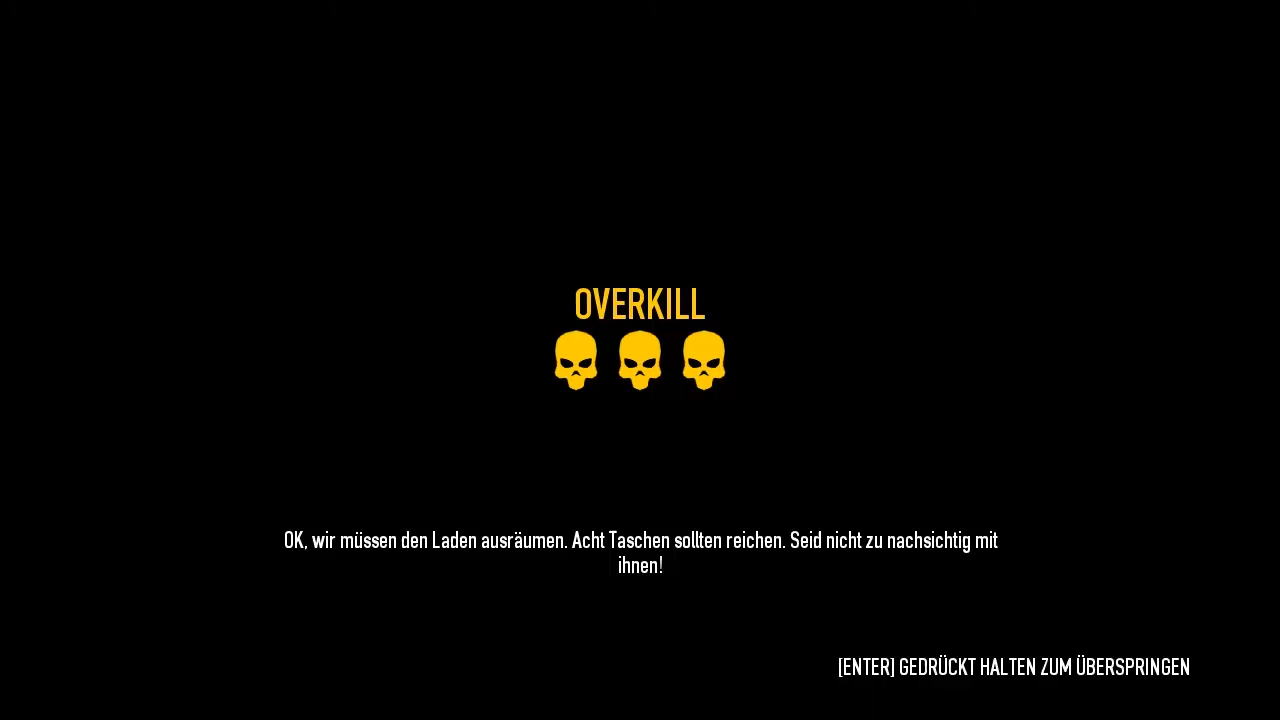 OVERKILL
OK, wir müssen den Laden ausräumen. Acht Taschen sollten reichen. Seid nicht zu nachsichtig mit
ihnen!
[ENTER] GEDRÜCKT HALTEN ZUM ÜBERSPRINGEN